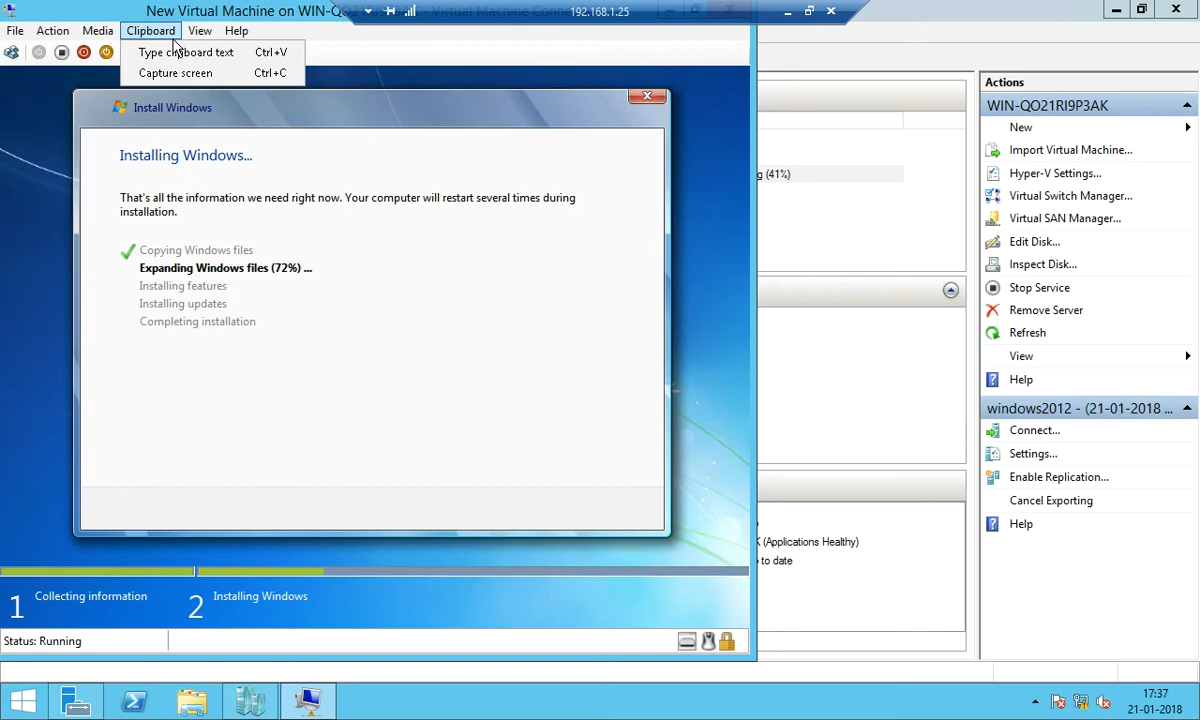 New Virtual Machine on WIN-QO21RI9P3AK - Virtual Machine Connec
192.168.1.25
File Action Media Clipboard View Help
Type clipboard text Ctrl+V
Capture screen Ctrl+C
Install Windows
Installing Windows...
That's all the information we need right now. Your computer will restart several times during
installation.
Copying Windows files
Expanding Windows files (72%) ...
Installing features
Installing updates
Completing installation
1 Collecting information
2 Installing Windows
Status: Running
g (41%)
(Applications Healthy)
to date
Actions
WIN-QO21RI9P3AK
New
Import Virtual Machine...
Hyper-V Settings...
Virtual Switch Manager...
Virtual SAN Manager...
Edit Disk...
Inspect Disk...
Stop Service
Remove Server
Refresh
View
Help
windows2012 - (21-01-2018 ...
Connect...
Settings...
Enable Replication...
Cancel Exporting
Help
17:37
21-01-2018